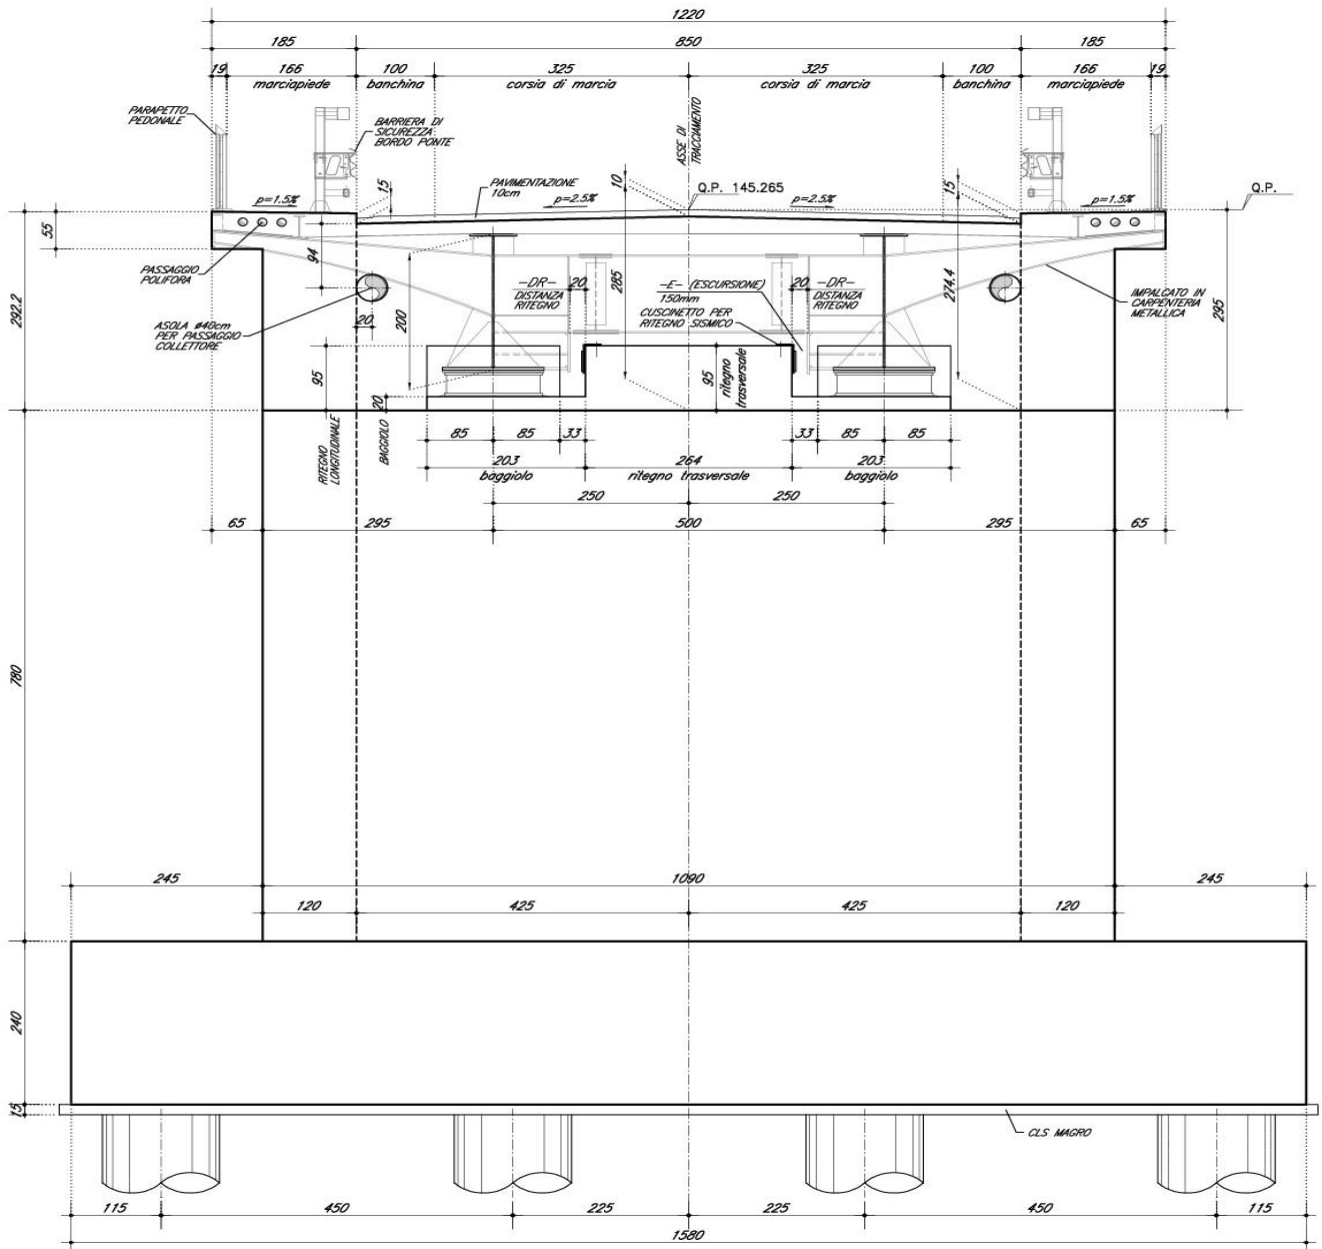 1220
185 850 185
19 166 100 325 325 100 166 19
marciapiede banchina corsia di marcia corsia di marcia banchina marciapiede
PARAPETTO
PEDONALE
BARRIERA DI
SICUREZZA
BORDO PONTE
ASSE DI
TRACCIAMENTO
15
PAVIMENTAZIONE
10cm
10
Q.P. 145.265
15
Q.P.
p=1.5%
p=2.5%
p=2.5%
p=1.5%
55
94
PASSAGGIO
POLIFORA
285
274.4
-DR- 20
DISTANZA
RITEGNO
-E- (ESCURSIONE)
150mm
CUSCINETTO PER
RITEGNO SISMICO
20 -DR-
DISTANZA
RITEGNO
IMPALCATO IN
CARPENTERIA
METALLICA
292.2
295
ASOLA ø40cm
PER PASSAGGIO
COLLETTORE
20
200
95
RITEGNO
LONGITUDINALE
20
BAGGIOLO
95
ritegno
trasversale
85 85 33 33 85 85
203 264 203
baggiolo ritegno trasversale baggiolo
250 250
65 295 500 295 65
780
245 1090 245
120 425 425 120
240
15
CLS MAGRO
115 450 225 225 450 115
1580